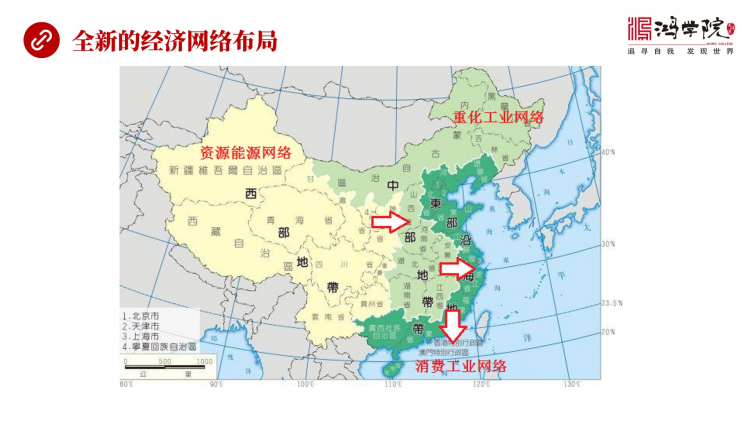 全新的经济网络布局
鸿学院
HONG COLLEGE
追寻自我 发现世界
重化工业网络
资源能源网络
消费工业网络
新疆維吾爾自治區
西藏自治區
青海省
四川省
雲南省
貴州省
內蒙古自治區
黑龍
西部地帶
中部地帶
東部沿海地帶
河南省
湖北
湖南省
江西省
廣西壯族
自治區
香港特別行政區
澳門特別行政區
1.北京市
2.天津市
3.上海市
4.寧夏回族自治區
0 500 1000
公 里
40°N
30°N
23.5°N
20°N
80°E 90°E 100°E 110°E 120°E 130°E